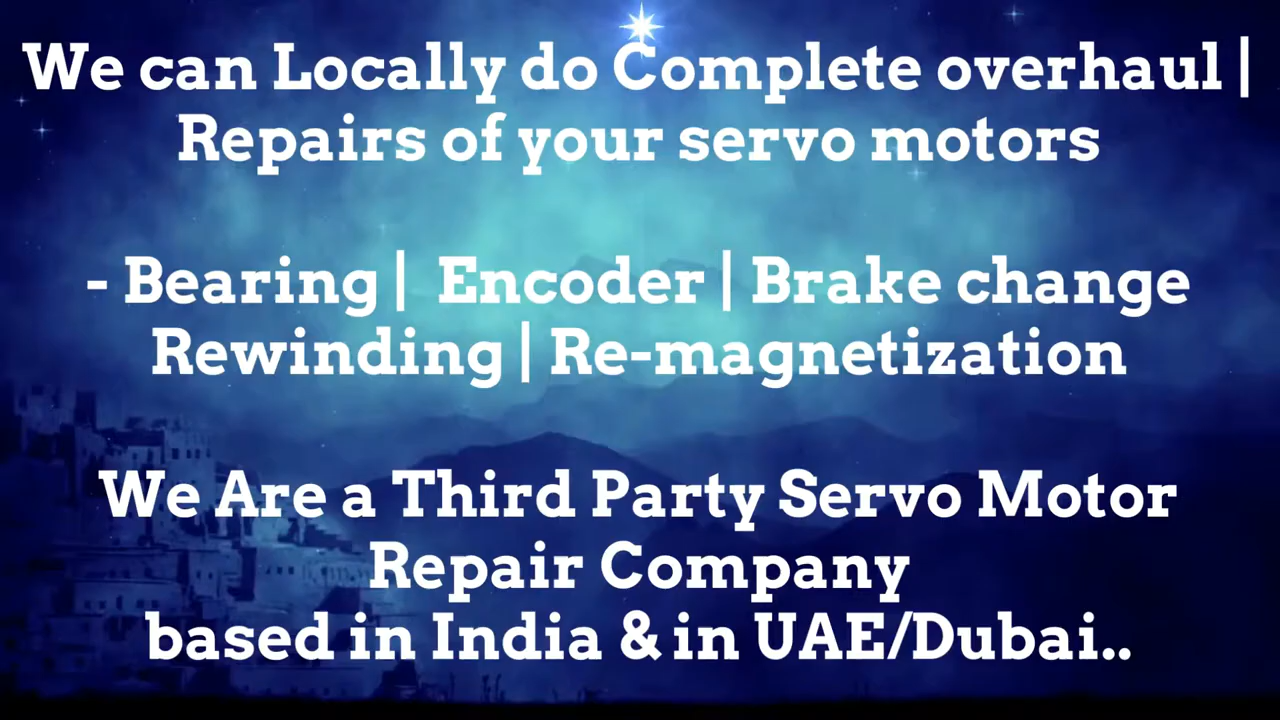 We can Locally do Complete overhaul |
Repairs of your servo motors
- Bearing | Encoder | Brake change
Rewinding | Re-magnetization
We Are a Third Party Servo Motor
Repair Company
based in India & in UAE/Dubai..